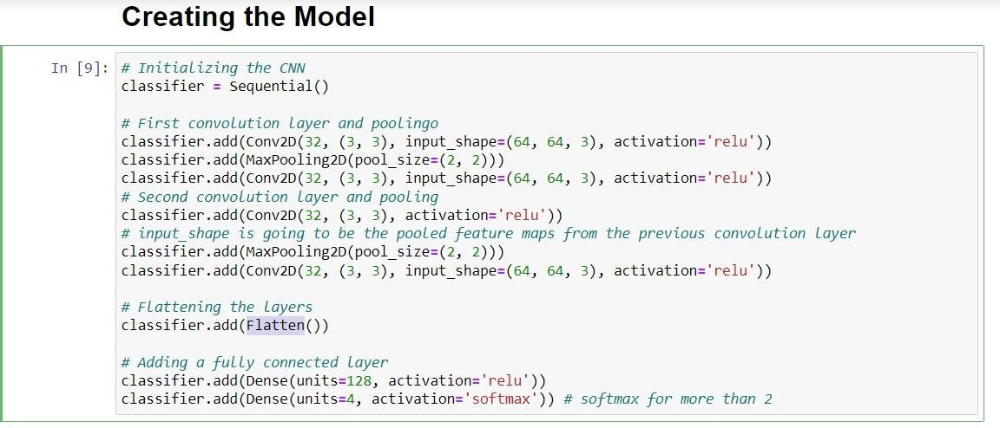 Creating the Model
In [9]: # Initializing the CNN
classifier = Sequential()
# First convolution layer and poolingo
classifier.add(Conv2D(32, (3, 3), input_shape=(64, 64, 3), activation='relu'))
classifier.add(MaxPooling2D(pool_size=(2, 2)))
classifier.add(Conv2D(32, (3, 3), input_shape=(64, 64, 3), activation='relu'))
# Second convolution layer and pooling
classifier.add(Conv2D(32, (3, 3), activation='relu'))
# input_shape is going to be the pooled feature maps from the previous convolution layer
classifier.add(MaxPooling2D(pool_size=(2, 2)))
classifier.add(Conv2D(32, (3, 3), input_shape=(64, 64, 3), activation='relu'))
# Flattening the layers
classifier.add(Flatten())
# Adding a fully connected layer
classifier.add(Dense(units=128, activation='relu'))
classifier.add(Dense(units=4, activation='softmax')) # softmax for more than 2